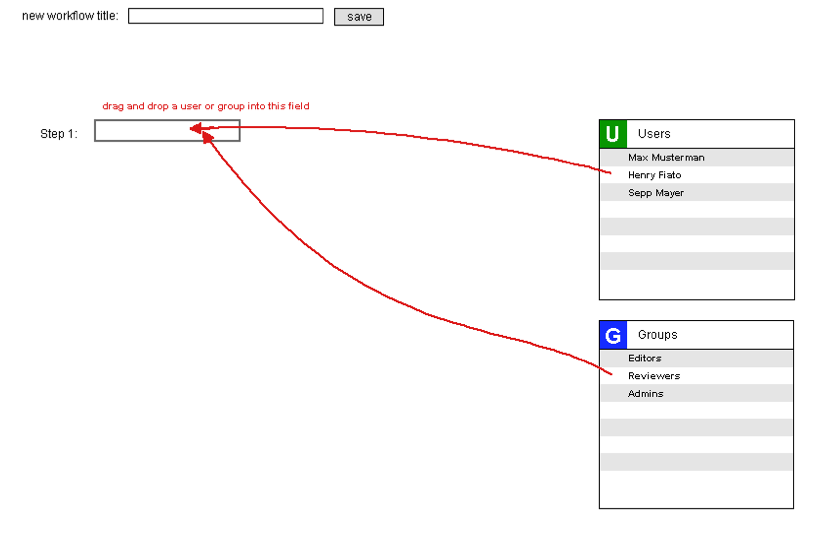 new workflow title:
save
drag and drop a user or group into this field
Step 1:
U Users
Max Musterman
Henry Fiato
Sepp Mayer
G Groups
Editors
Reviewers
Admins